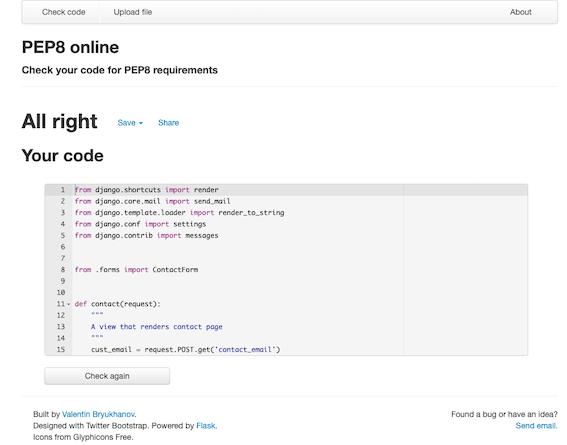 Check code Upload file About
PEP8 online
Check your code for PEP8 requirements
All right Save Share
Your code
1 from django.shortcuts import render
2 from django.core.mail import send_mail
3 from django.template.loader import render_to_string
4 from django.conf import settings
5 from django.contrib import messages
6
7
8 from .forms import ContactForm
9
10
11 def contact(request):
12 """
13 A view that renders contact page
14 """
15 cust_email = request.POST.get('contact_email')
Check again
Built by Valentin Bryukhanov. Found a bug or have an idea?
Designed with Twitter Bootstrap. Powered by Flask. Send email.
Icons from Glyphicons Free.